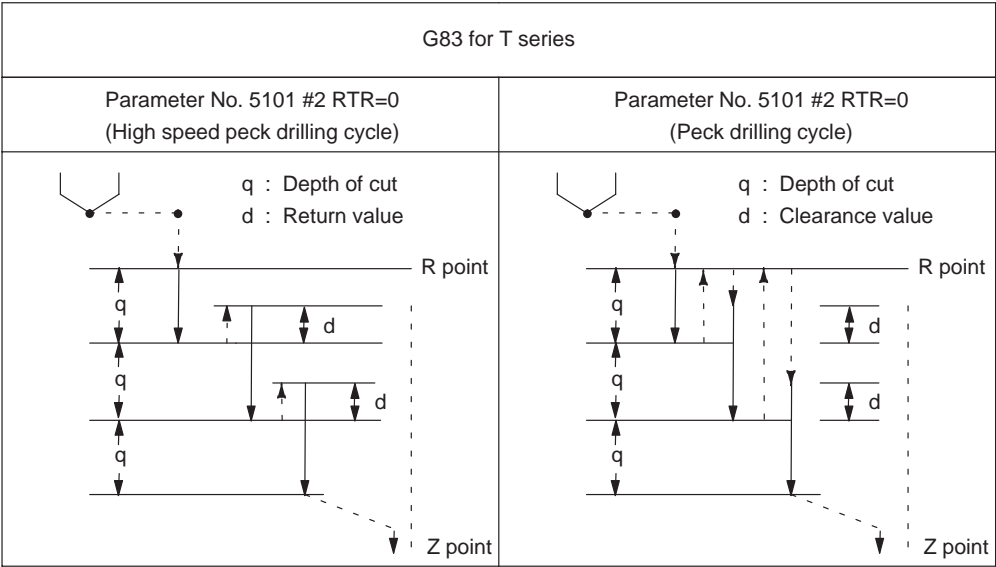 G83 for T series
Parameter No. 5101 #2 RTR=0
(High speed peck drilling cycle)
q : Depth of cut
d : Return value
R point
q
d
q
d
q
Z point
Parameter No. 5101 #2 RTR=0
(Peck drilling cycle)
q : Depth of cut
d : Clearance value
R point
q
d
q
d
q
Z point